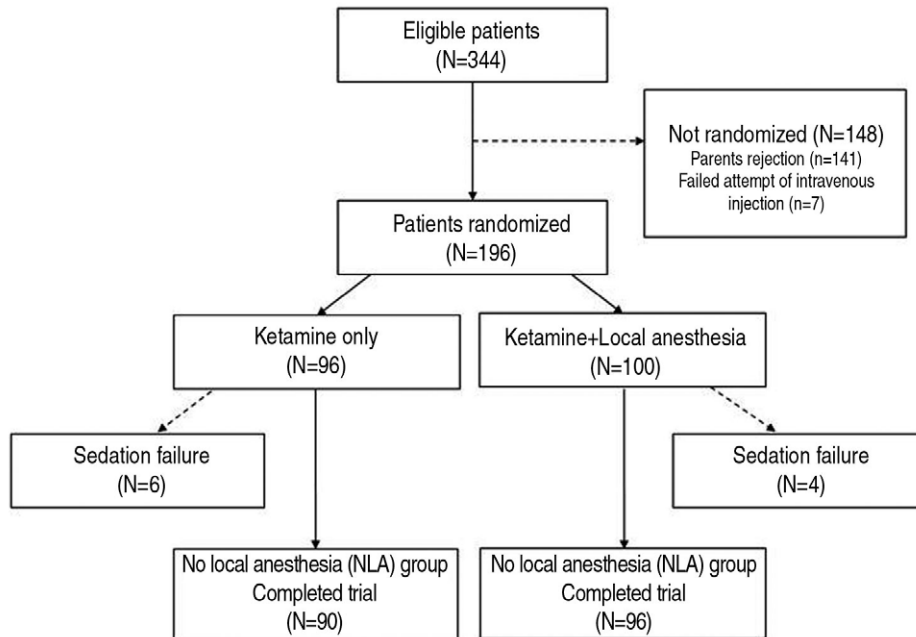 Eligible patients
(N=344)
Not randomized (N=148)
Parents rejection (n=141)
Failed attempt of intravenous
injection (n=7)
Patients randomized
(N=196)
Ketamine only
(N=96)
Ketamine+Local anesthesia
(N=100)
Sedation failure
(N=6)
Sedation failure
(N=4)
No local anesthesia (NLA) group
Completed trial
(N=90)
No local anesthesia (NLA) group
Completed trial
(N=96)